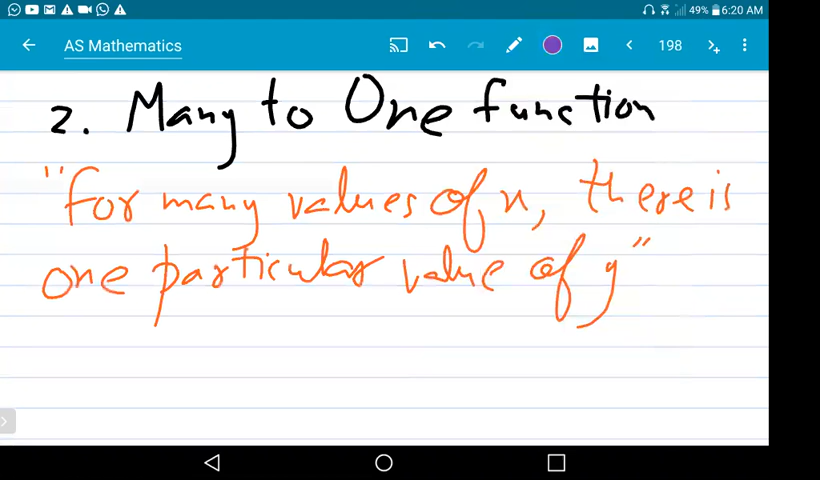 49% 6:20 AM
AS Mathematics 198
2. Many to One function
"For many values of x, there is
one particular value of y"